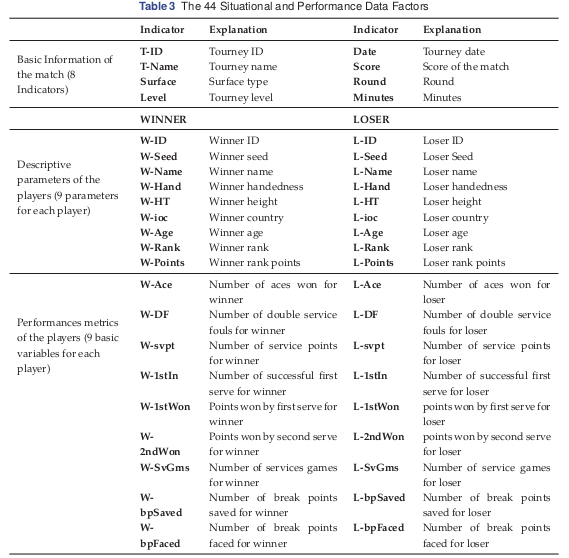 Table 3 The 44 Situational and Performance Data Factors
Indicator Explanation Indicator Explanation
Basic Information of
the match (8
Indicators)
T-ID Tourney ID Date Tourney date
T-Name Tourney name Score Score of the match
Surface Surface type Round Round
Level Tourney level Minutes Minutes
WINNER LOSER
Descriptive
parameters of the
players (9 parameters
for each player)
W-ID Winner ID L-ID Loser ID
W-Seed Winner seed L-Seed Loser Seed
W-Name Winner name L-Name Loser name
W-Hand Winner handedness L-Hand Loser handedness
W-HT Winner height L-HT Loser height
W-ioc Winner country L-ioc Loser country
W-Age Winner age L-Age Loser age
W-Rank Winner rank L-Rank Loser rank
W-Points Winner rank points L-Points Loser rank points
Performances metrics
of the players (9 basic
variables for each
player)
W-Ace Number of aces won for L-Ace Number of aces won for
winner loser
W-DF Number of double service L-DF Number of double service
fouls for winner fouls for loser
W-svpt Number of service points L-svpt Number of service points
for winner for loser
W-1stIn Number of successful first L-1stIn Number of successful first
serve for winner serve for loser
W-1stWon Points won by first serve for L-1stWon points won by first serve for
winner loser
W- Points won by second serve L-2ndWon points won by second serve
2ndWon for winner for loser
W-SvGms Number of services games L-SvGms Number of service games
for winner for loser
W- Number of break points L-bpSaved Number of break points
bpSaved saved for winner saved for loser
W- Number of break points L-bpFaced Number of break points
bpFaced faced for winner faced for loser